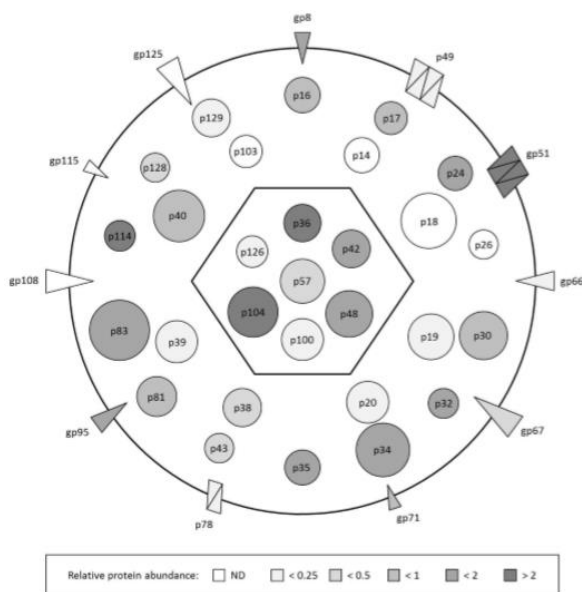 gp8
gp125
p49
p16
p129
p17
p103
p14
gp115
p128
p24
gp51
p40
p18
p114
p36
p126
p42
p26
gp108
p57
gp66
p104
p48
p83
p39
p100
p19
p30
p81
p38
p20
p32
gp95
p43
p34
gp67
p35
p78
gp71
Relative protein abundance: ND < 0.25 < 0.5 < 1 < 2 > 2